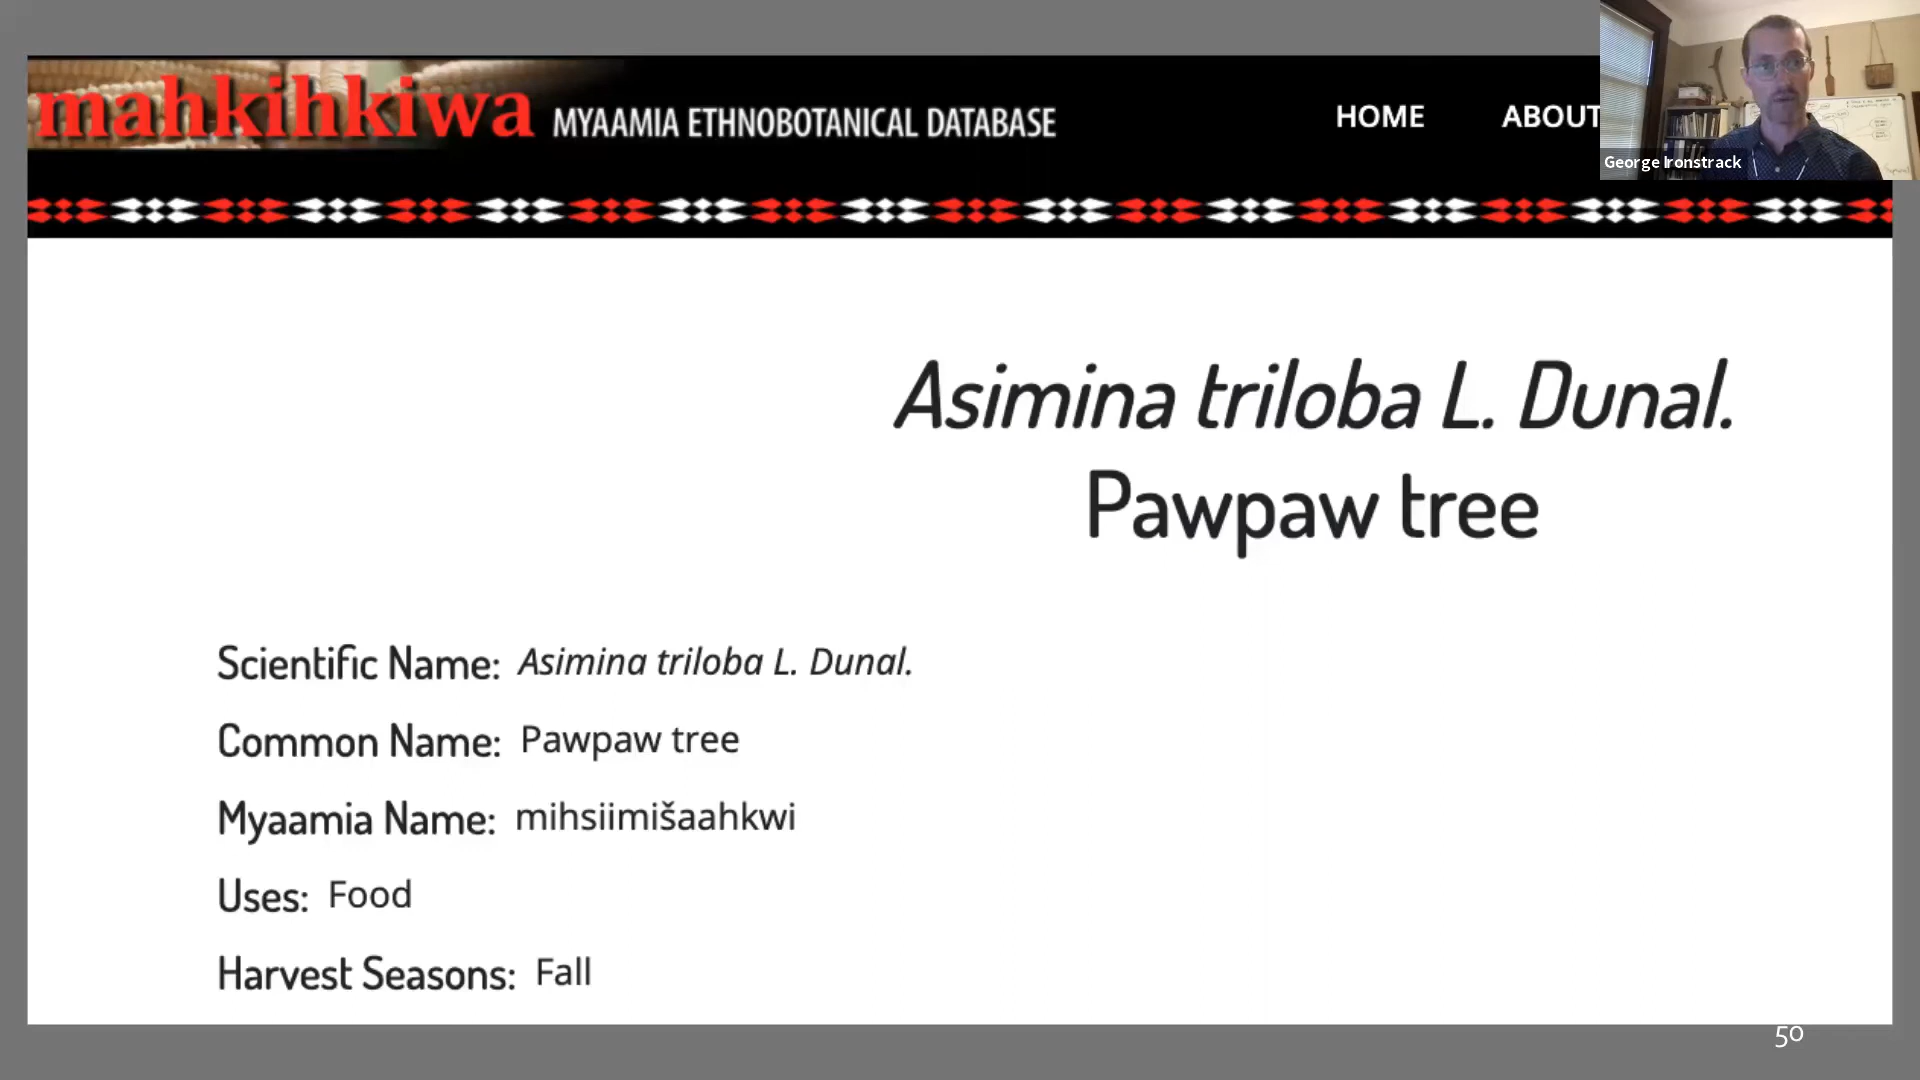 mahkihkiwa MYAAMIA ETHNOBOTANICAL DATABASE
HOME
ABOUT
George Ironstrack
Asimina triloba L. Dunal.
Pawpaw tree
Scientific Name: Asimina triloba L. Dunal.
Common Name: Pawpaw tree
Myaamia Name: mihsiimišaahkwi
Uses: Food
Harvest Seasons: Fall
50